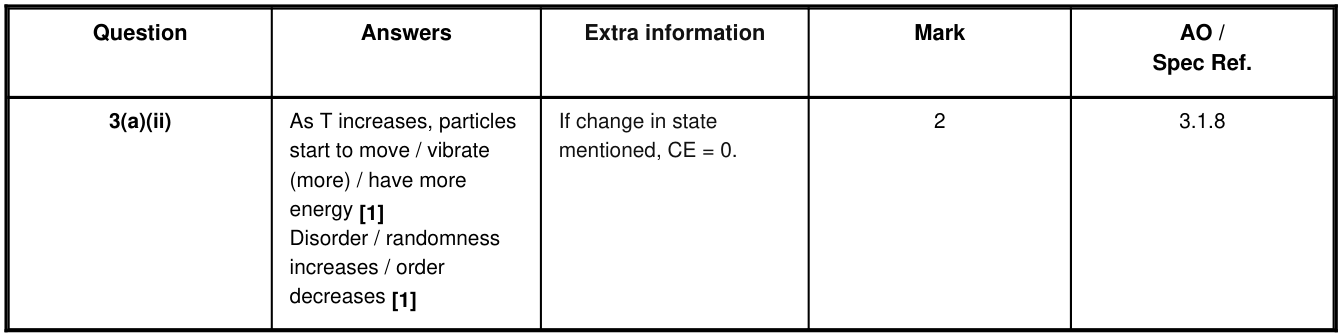 Question
Answers
Extra information
Mark
AO /
Spec Ref.
3(a)(ii)
As T increases, particles
start to move / vibrate
(more) / have more
energy [1]
Disorder / randomness
increases / order
decreases [1]
If change in state
mentioned, CE = 0.
2
3.1.8